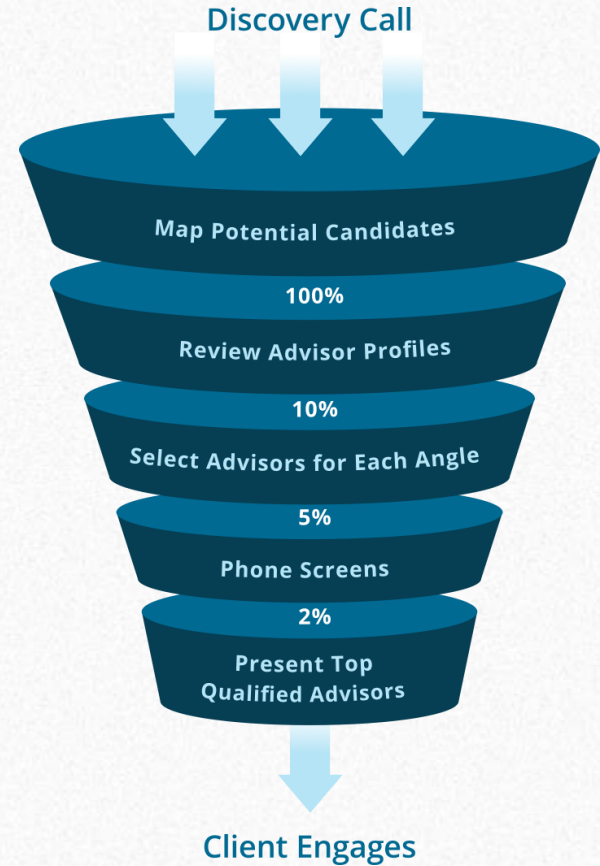 Discovery Call
Map Potential Candidates
100%
Review Advisor Profiles
10%
Select Advisors for Each Angle
5%
Phone Screens
2%
Present Top
Qualified Advisors
Client Engages